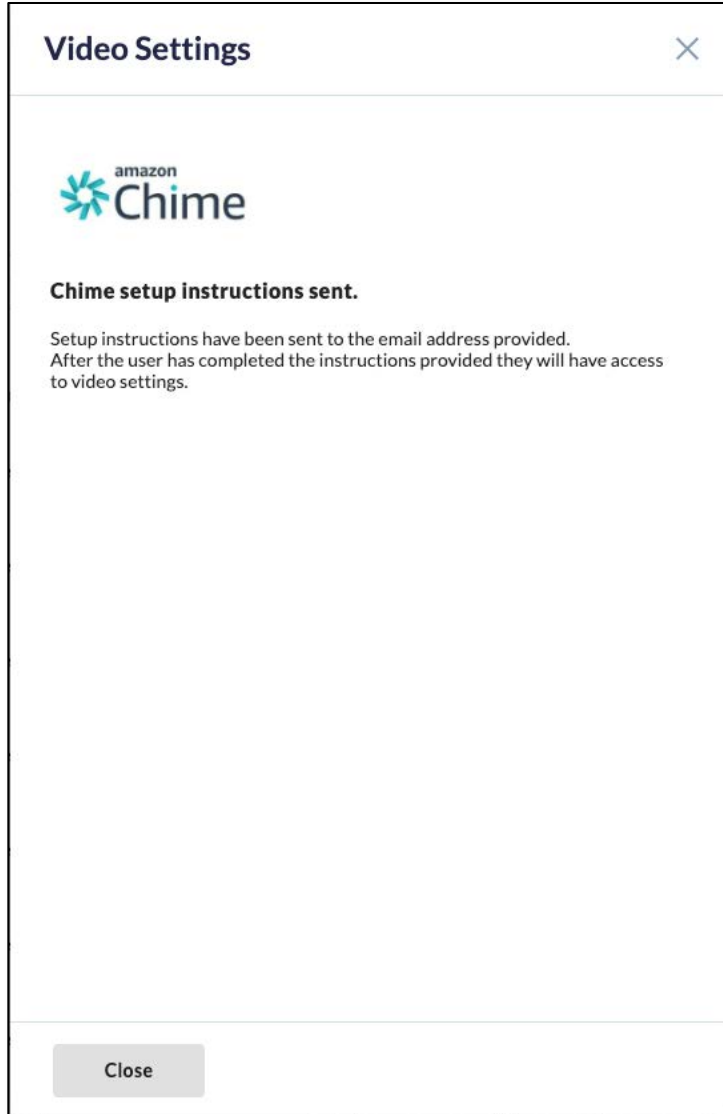 Video Settings
amazon
Chime
Chime setup instructions sent.
Setup instructions have been sent to the email address provided.
After the user has completed the instructions provided they will have access
to video settings.
Close